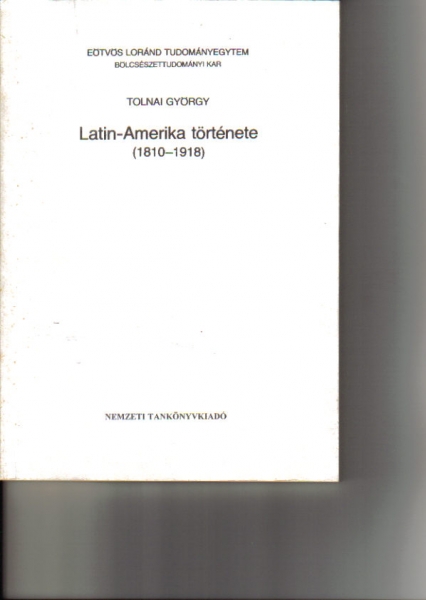 EÖTVÖS LORÁND TUDOMÁNYEGYTEM
BÖLCSÉSZETTUDOMÁNYI KAR
TOLNAI GYÖRGY
Latin-Amerika története
(1810–1918)
NEMZETI TANKÖNYVKIADÓ